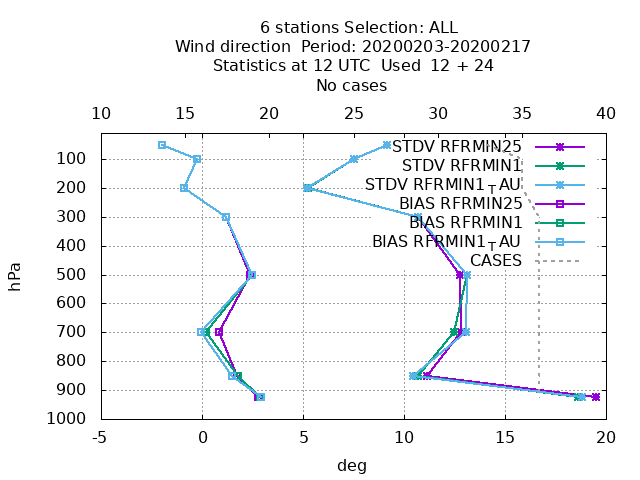 6 stations Selection: ALL
Wind direction  Period: 20200203-20200217
Statistics at 12 UTC  Used  12 + 24
No cases
10 15 20 25 30 35 40
STDV RFRMIN25
STDV RFRMIN1
STDV RFRMIN1TAU
BIAS RFRMIN25
BIAS RFRMIN1
BIAS RFRMIN1TAU
CASES
hPa
100
200
300
400
500
600
700
800
900
1000
-5 0 5 10 15 20
deg